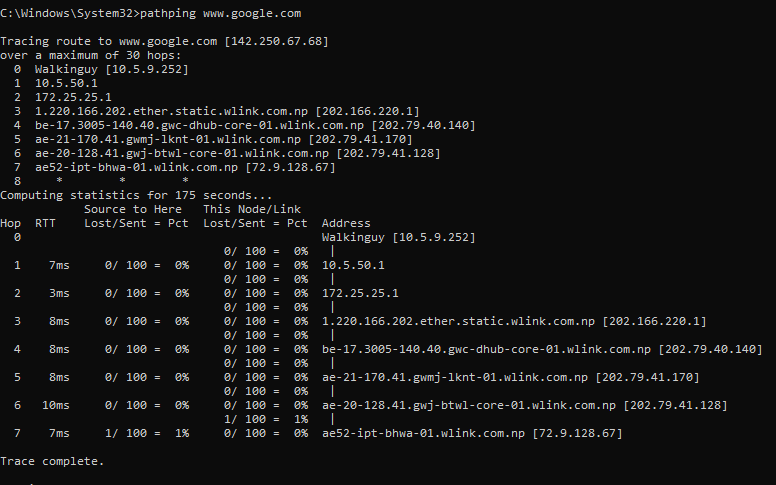 C:\Windows\System32>pathping www.google.com
Tracing route to www.google.com [142.250.67.68]
over a maximum of 30 hops:
  0  Walkinguy [10.5.9.252]
  1  10.5.50.1
  2  172.25.25.1
  3  1.220.166.202.ether.static.wlink.com.np [202.166.220.1]
  4  be-17.3005-140.40.gwc-dhub-core-01.wlink.com.np [202.79.40.140]
  5  ae-21-170.41.gwmj-lknt-01.wlink.com.np [202.79.41.170]
  6  ae-20-128.41.gwj-btwl-core-01.wlink.com.np [202.79.41.128]
  7  ae52-ipt-bhwa-01.wlink.com.np [72.9.128.67]
  8     *        *        *
Computing statistics for 175 seconds...
            Source to Here   This Node/Link
Hop  RTT    Lost/Sent = Pct  Lost/Sent = Pct  Address
  0                                           Walkinguy [10.5.9.252]
                                0/ 100 =  0%   |
  1    7ms     0/ 100 =  0%     0/ 100 =  0%  10.5.50.1
                                0/ 100 =  0%   |
  2    3ms     0/ 100 =  0%     0/ 100 =  0%  172.25.25.1
                                0/ 100 =  0%   |
  3    8ms     0/ 100 =  0%     0/ 100 =  0%  1.220.166.202.ether.static.wlink.com.np [202.166.220.1]
                                0/ 100 =  0%   |
  4    8ms     0/ 100 =  0%     0/ 100 =  0%  be-17.3005-140.40.gwc-dhub-core-01.wlink.com.np [202.79.40.140]
                                0/ 100 =  0%   |
  5    8ms     0/ 100 =  0%     0/ 100 =  0%  ae-21-170.41.gwmj-lknt-01.wlink.com.np [202.79.41.170]
                                0/ 100 =  0%   |
  6   10ms     0/ 100 =  0%     0/ 100 =  0%  ae-20-128.41.gwj-btwl-core-01.wlink.com.np [202.79.41.128]
                                1/ 100 =  1%   |
  7    7ms     1/ 100 =  1%     0/ 100 =  0%  ae52-ipt-bhwa-01.wlink.com.np [72.9.128.67]
Trace complete.